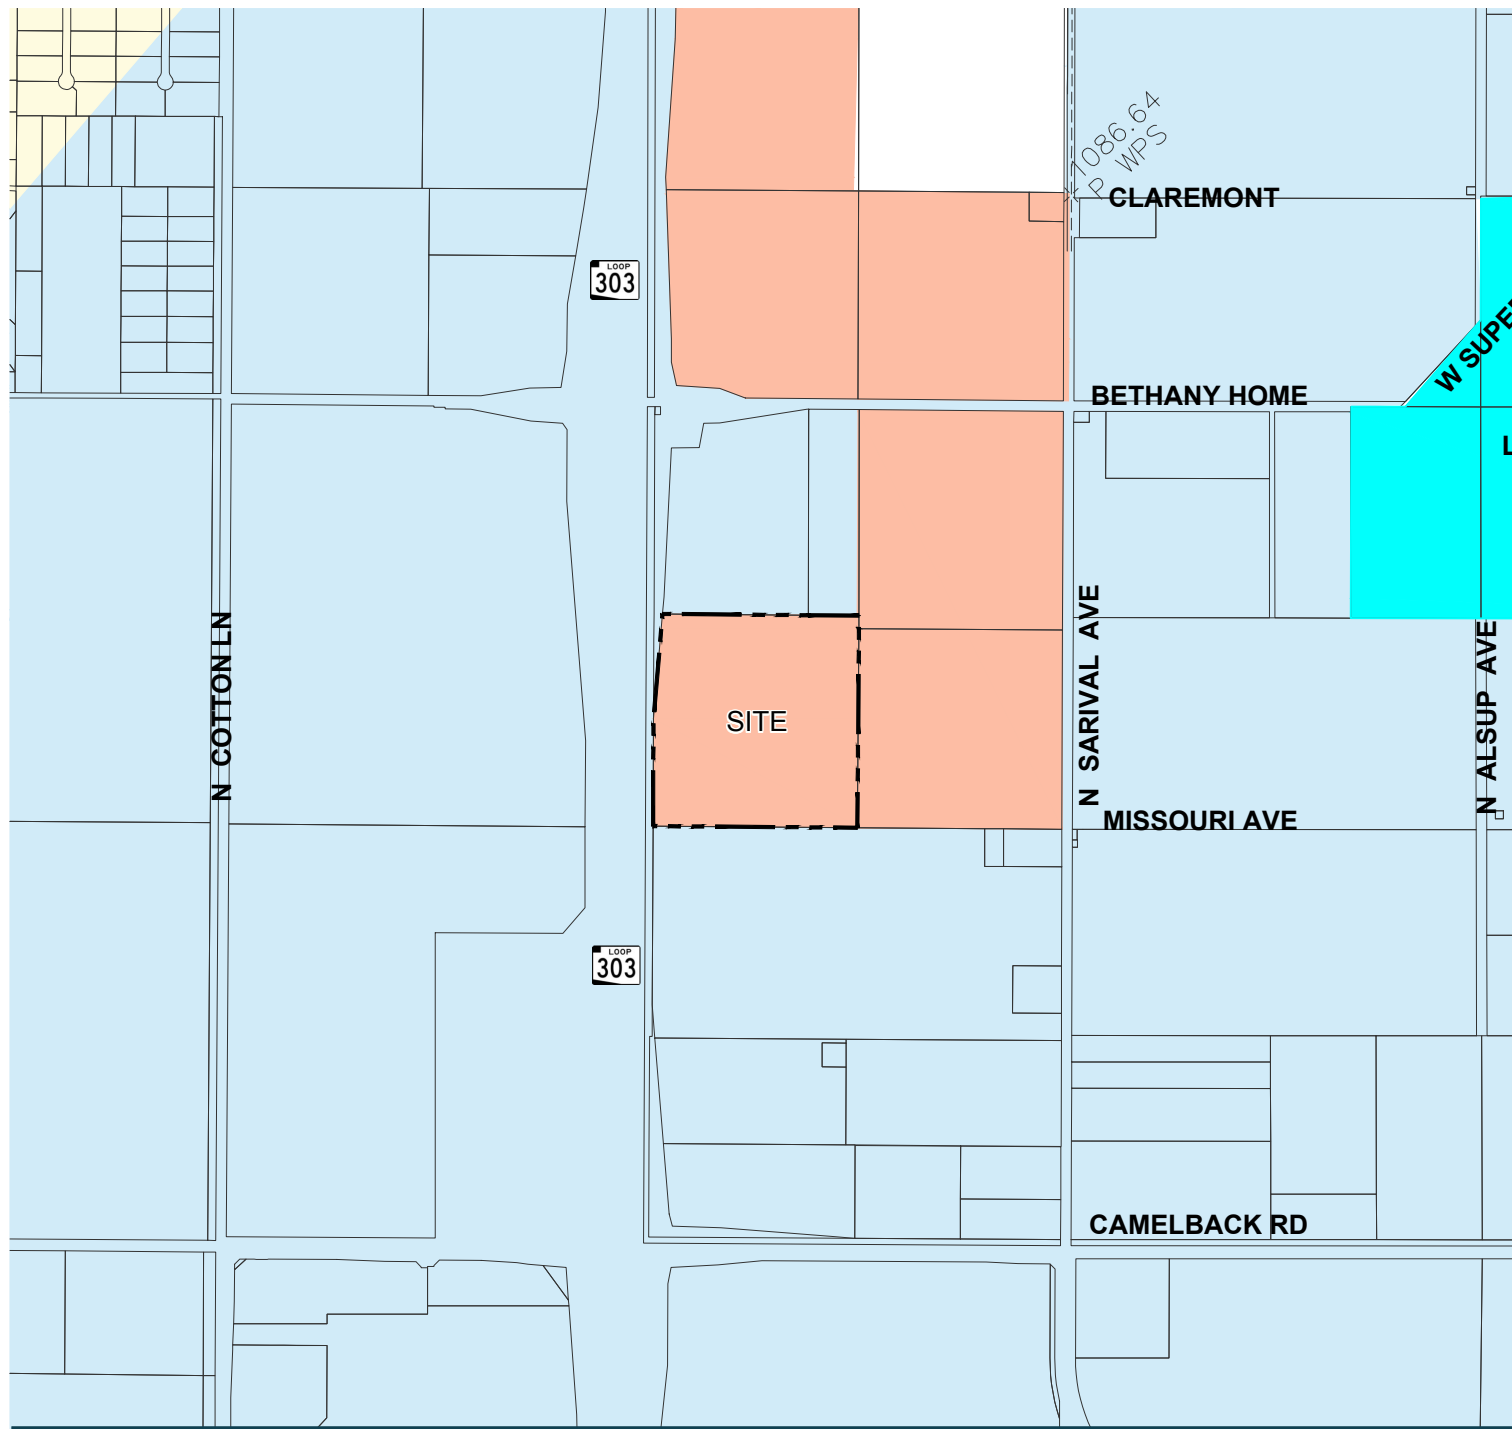 1086.64
P WPS
CLAREMONT
LOOP
303
W SUPE
BETHANY HOME
L
N COTTON LN
N SARIVAL AVE
N ALSUP AVE
SITE
MISSOURI AVE
LOOP
303
CAMELBACK RD